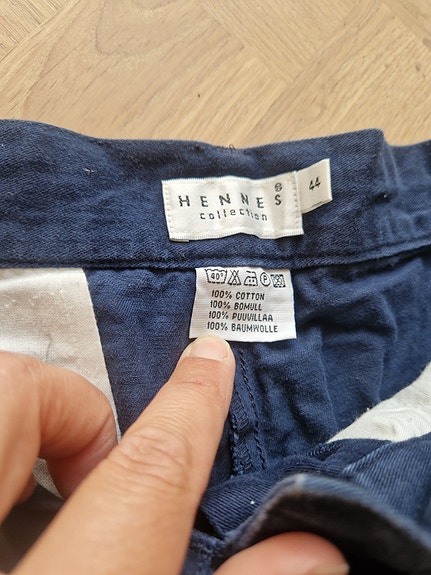 HENNES®
collection
44
40° P
100% COTTON
100% BOMULL
100% PUUVILLAA
100% BAUMWOLLE